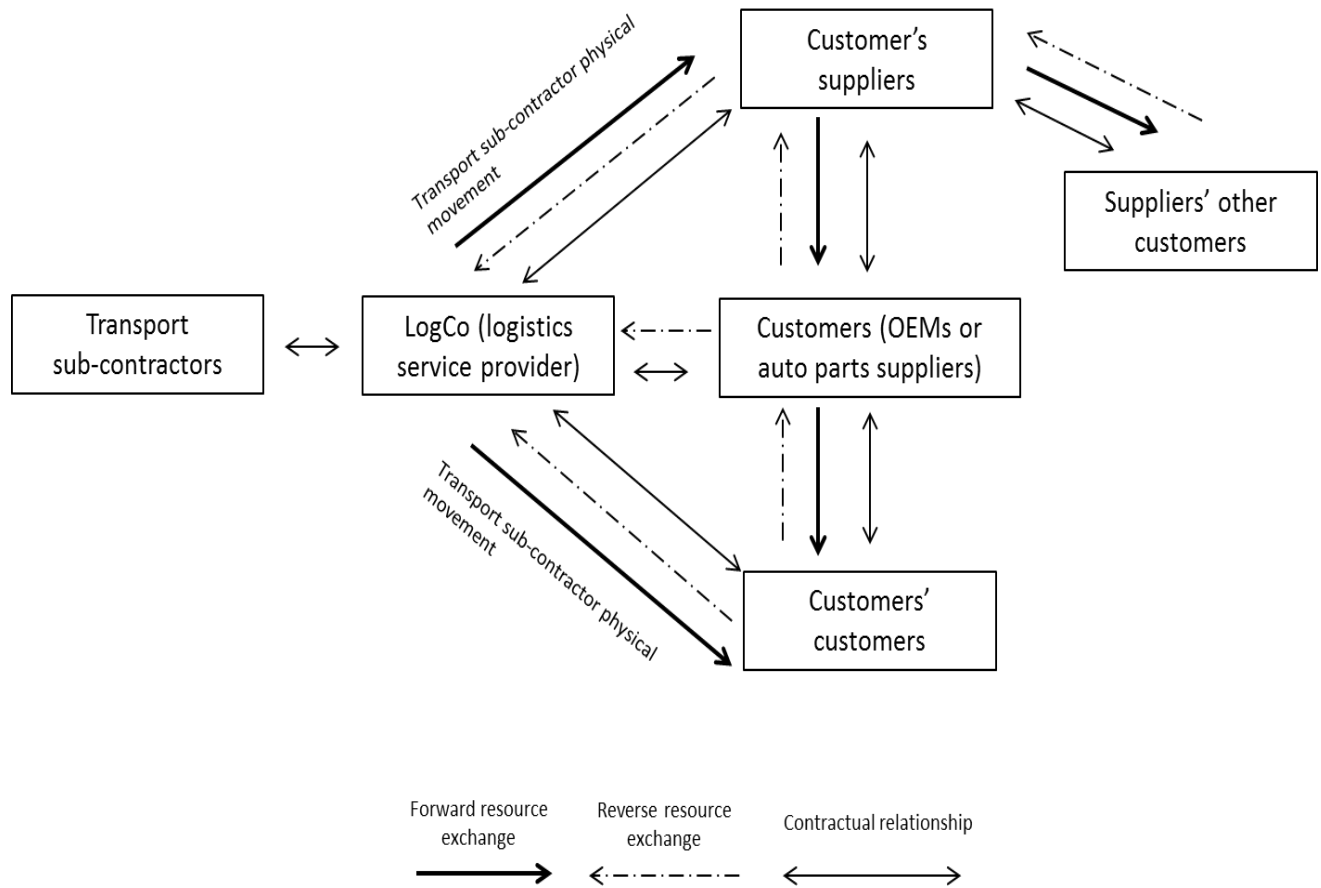 Customer’s
suppliers
Transport sub-contractor physical
movement
Suppliers’ other
customers
Transport
sub-contractors
LogCo (logistics
service provider)
Customers (OEMs or
auto parts suppliers)
Transport sub-contractor physical
movement
Customers’
customers
Forward resource
exchange
Reverse resource
exchange
Contractual relationship